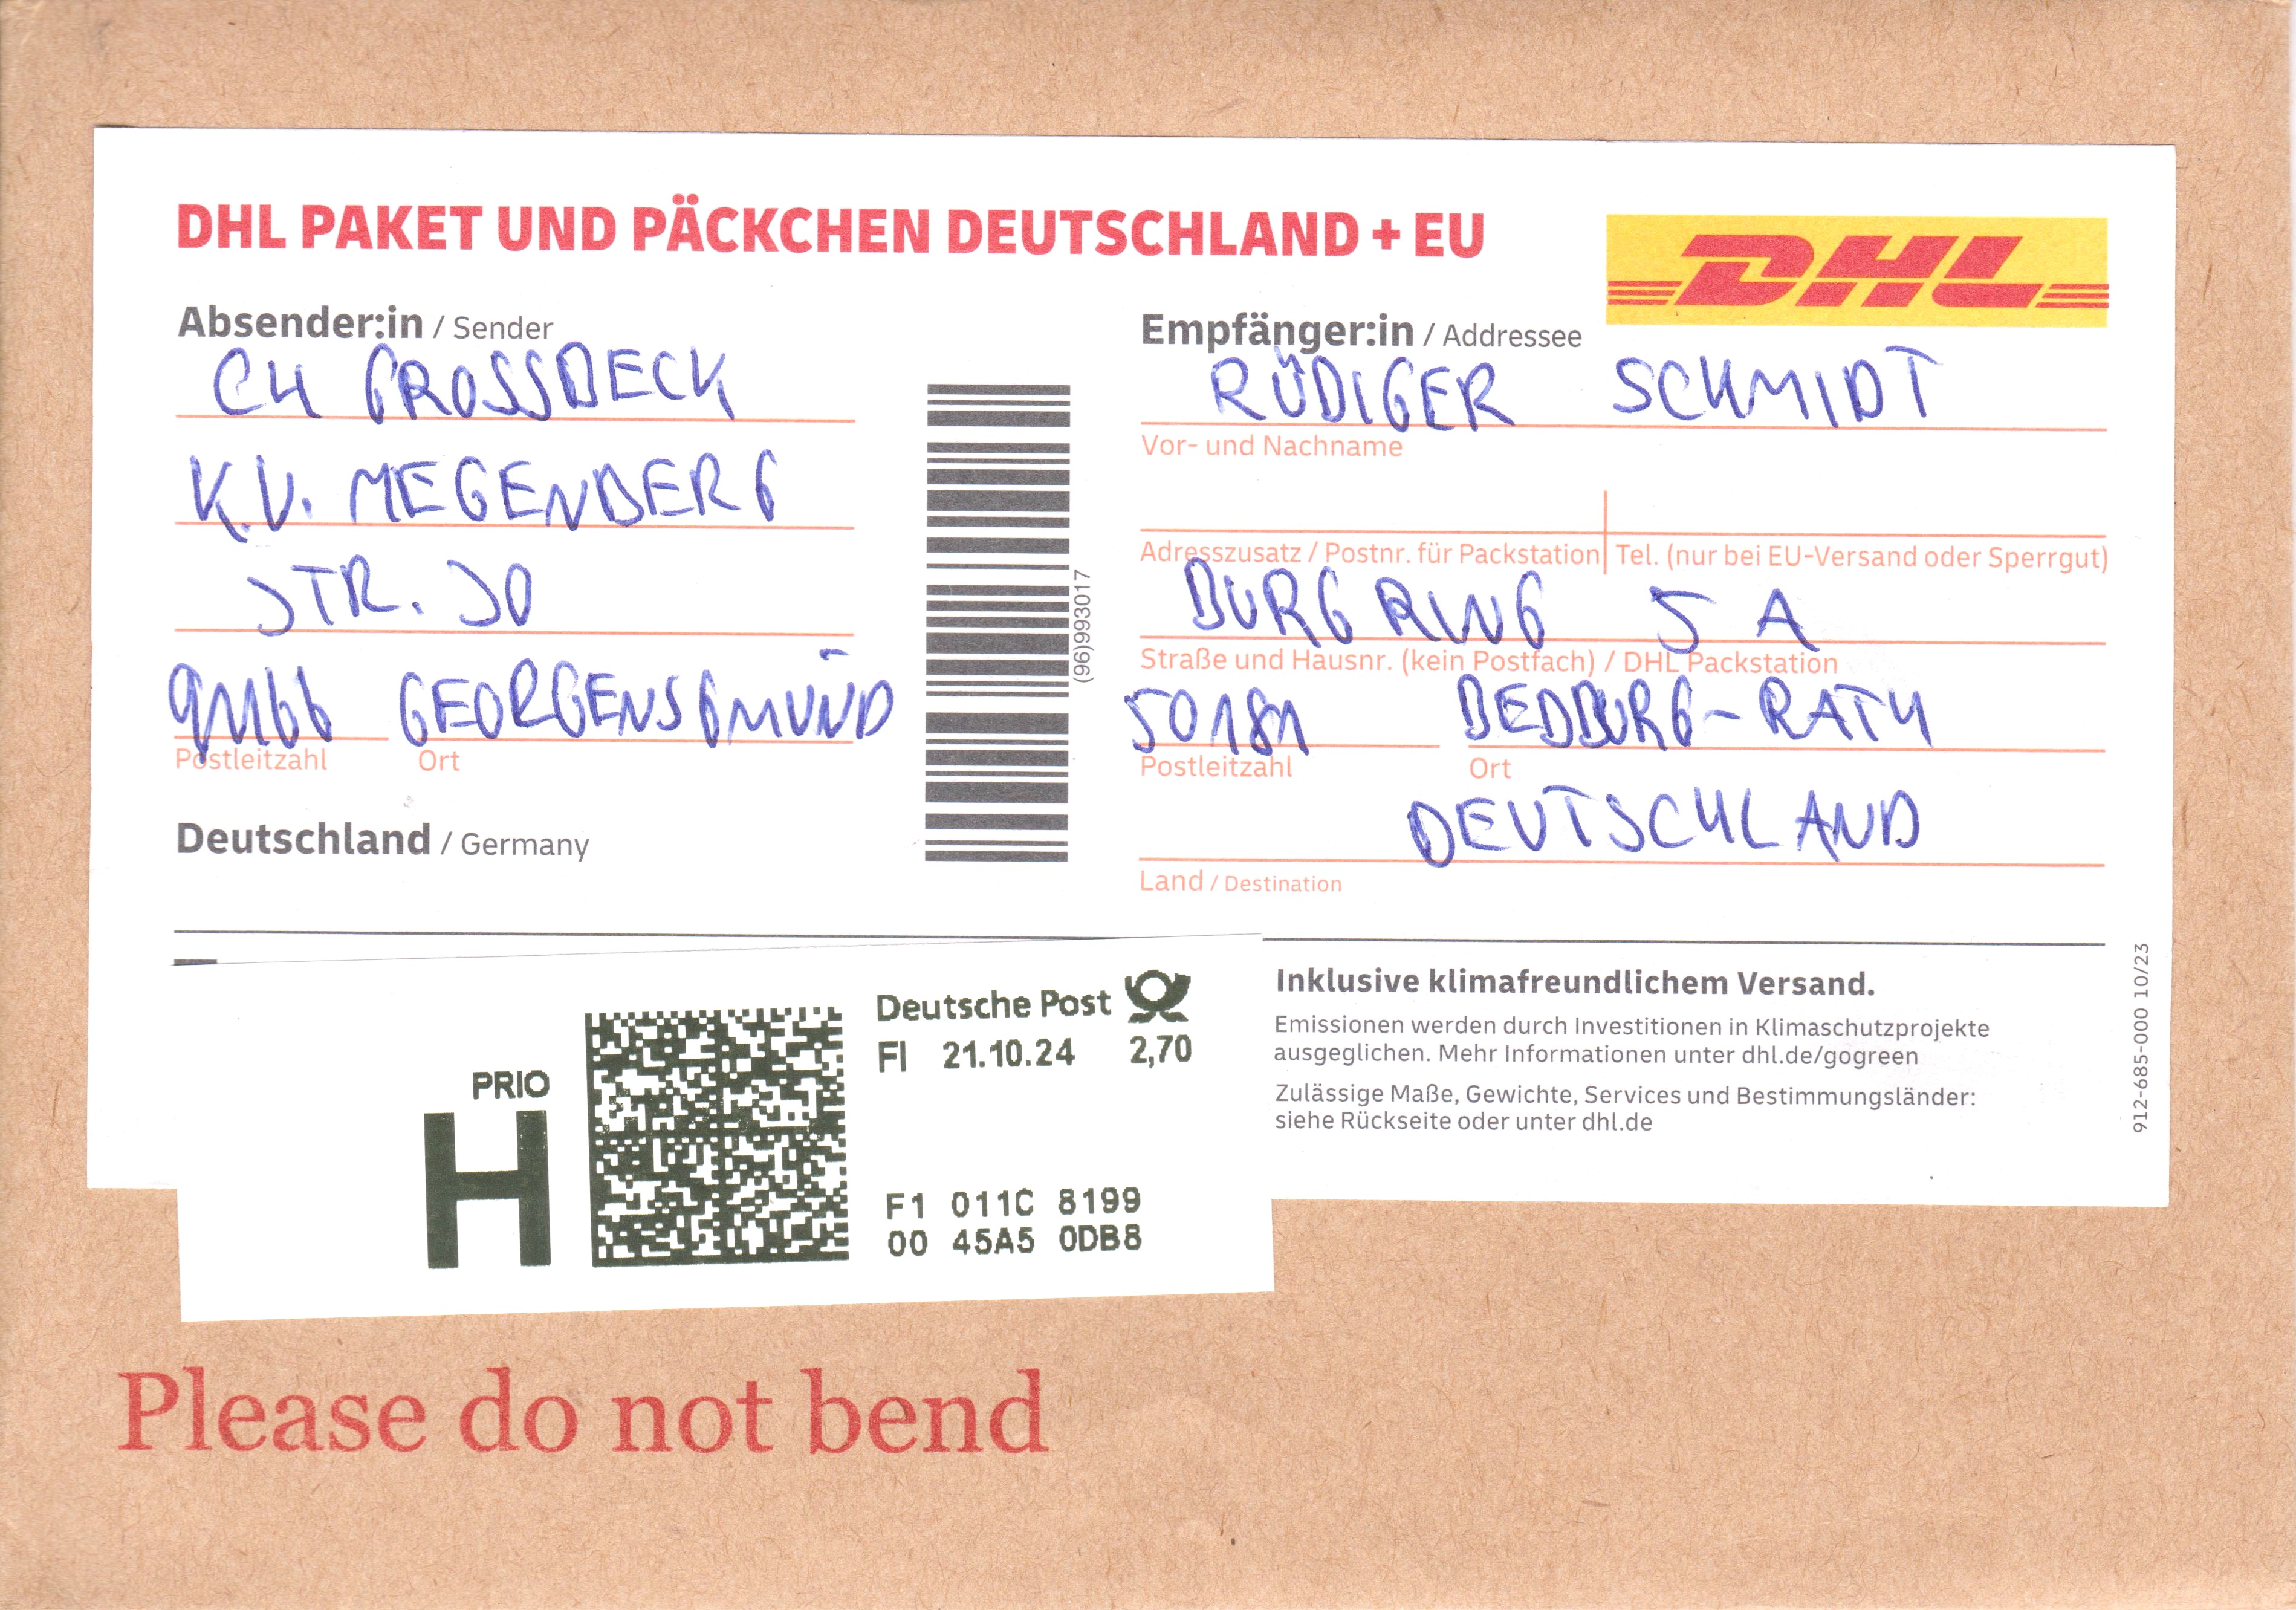 DHL PAKET UND PÄCKCHEN DEUTSCHLAND + EU
DHL
Absender:in / Sender
CH GROSSBECK
K.V. MEGENBERG
STR. 30
91166 GEORGENSGMÜND
Postleitzahl Ort
Deutschland / Germany
(96)993017
Empfänger:in / Addressee
RÜDIGER SCHMIDT
Vor- und Nachname
Adresszusatz / Postnr. für Packstation Tel. (nur bei EU-Versand oder Sperrgut)
BURGRING 5 A
Straße und Hausnr. (kein Postfach) / DHL Packstation
50181 BEDBURG-RATH
Postleitzahl Ort
DEUTSCHLAND
Land / Destination
PRIO
H
Deutsche Post
FI 21.10.24 2,70
F1 011C 8199
00 45A5 0DB8
Inklusive klimafreundlichem Versand.
Emissionen werden durch Investitionen in Klimaschutzprojekte
ausgeglichen. Mehr Informationen unter dhl.de/gogreen
Zulässige Maße, Gewichte, Services und Bestimmungsländer:
siehe Rückseite oder unter dhl.de
912-685-000 10/23
Please do not bend